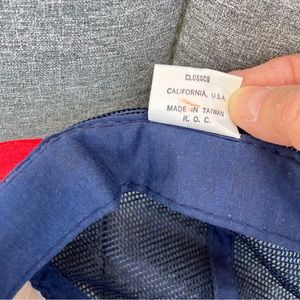 CLOSSCO
CALIFORNIA, U.S.A.
MADE IN TAIWAN
R. O. C.